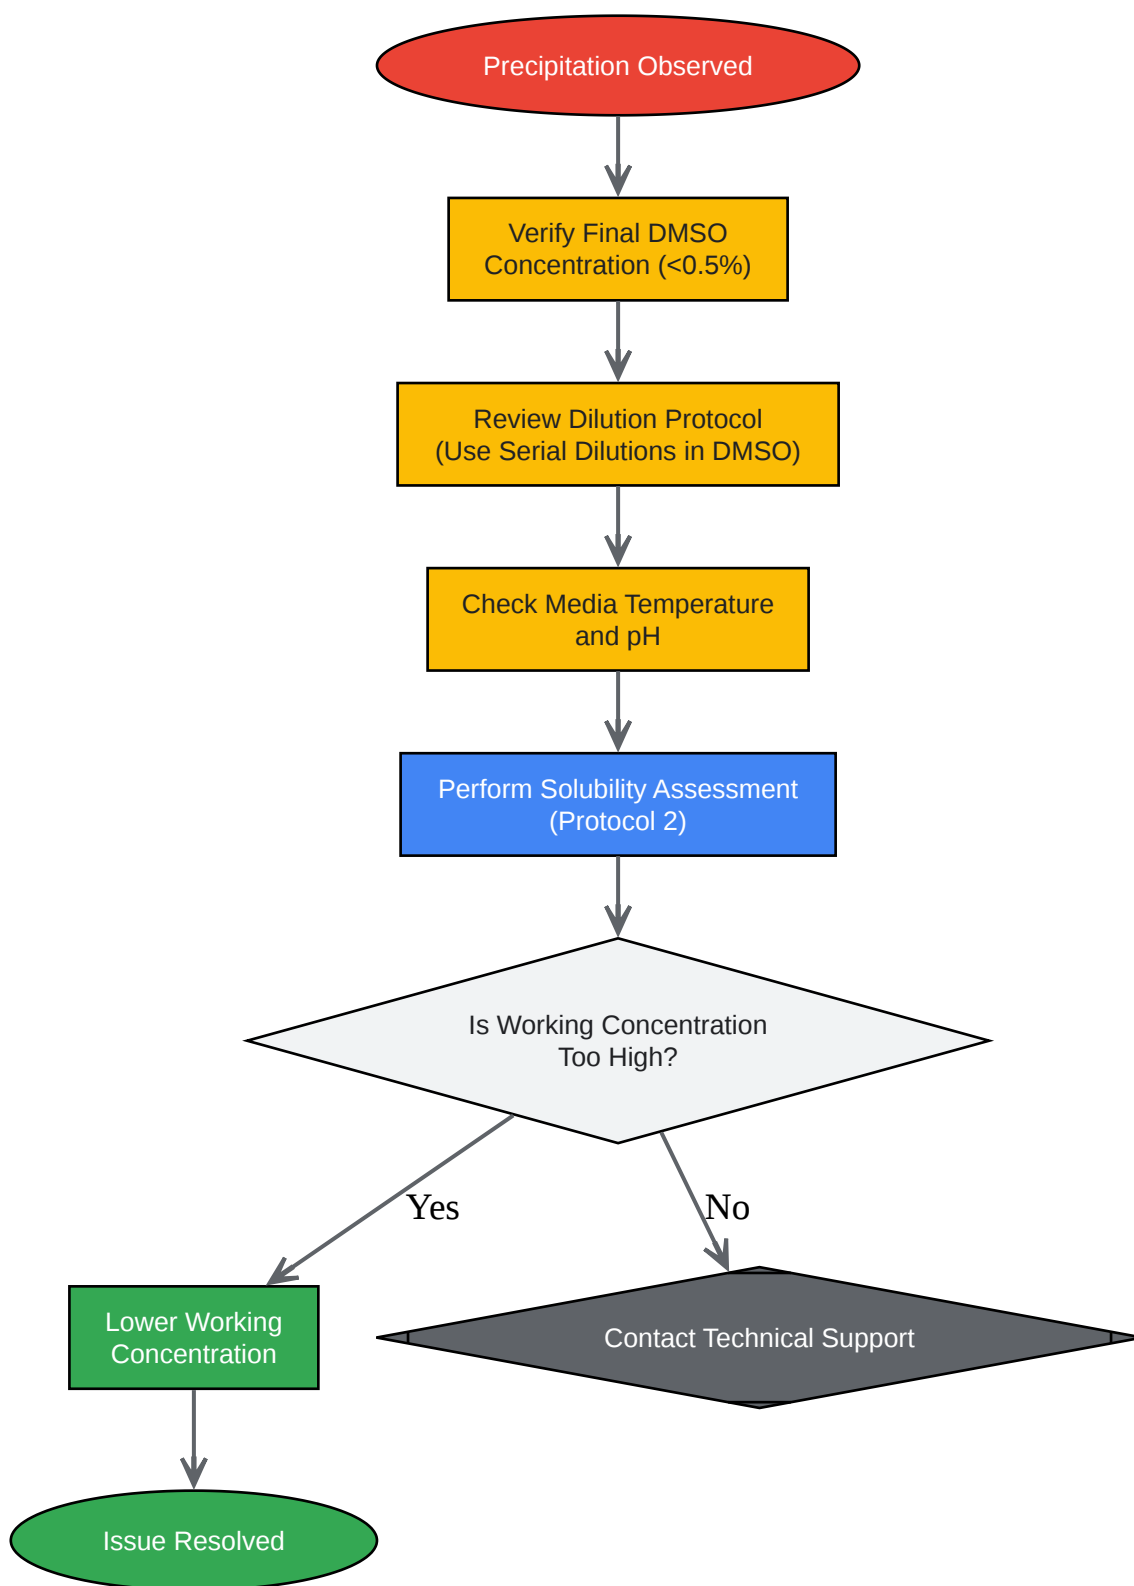 Precipitation Observed
Verify Final DMSO
Concentration (<0.5%)
Review Dilution Protocol
(Use Serial Dilutions in DMSO)
Check Media Temperature
and pH
Perform Solubility Assessment
(Protocol 2)
Is Working Concentration
Too High?
Yes
No
Lower Working
Concentration
Contact Technical Support
Issue Resolved